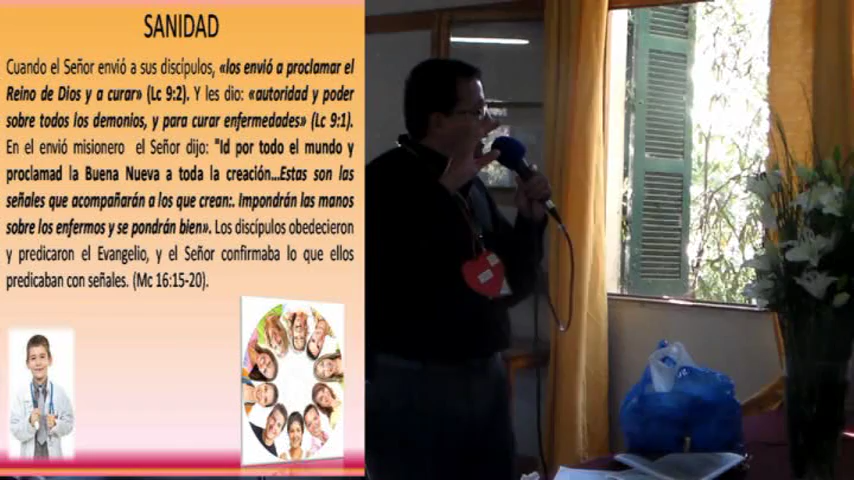 SANIDAD
Cuando el Señor envió a sus discípulos, «los envió a proclamar el
Reino de Dios y a curar» (Lc 9:2). Y les dio: «autoridad y poder
sobre todos los demonios, y para curar enfermedades» (Lc 9:1).
En el envió misionero el Señor dijo: "Id por todo el mundo y
proclamad la Buena Nueva a toda la creación...Estas son las
señales que acompañarán a los que crean:. Impondrán las manos
sobre los enfermos y se pondrán bien». Los discípulos obedecieron
y predicaron el Evangelio, y el Señor confirmaba lo que ellos
predicaban con señales. (Mc 16:15-20).